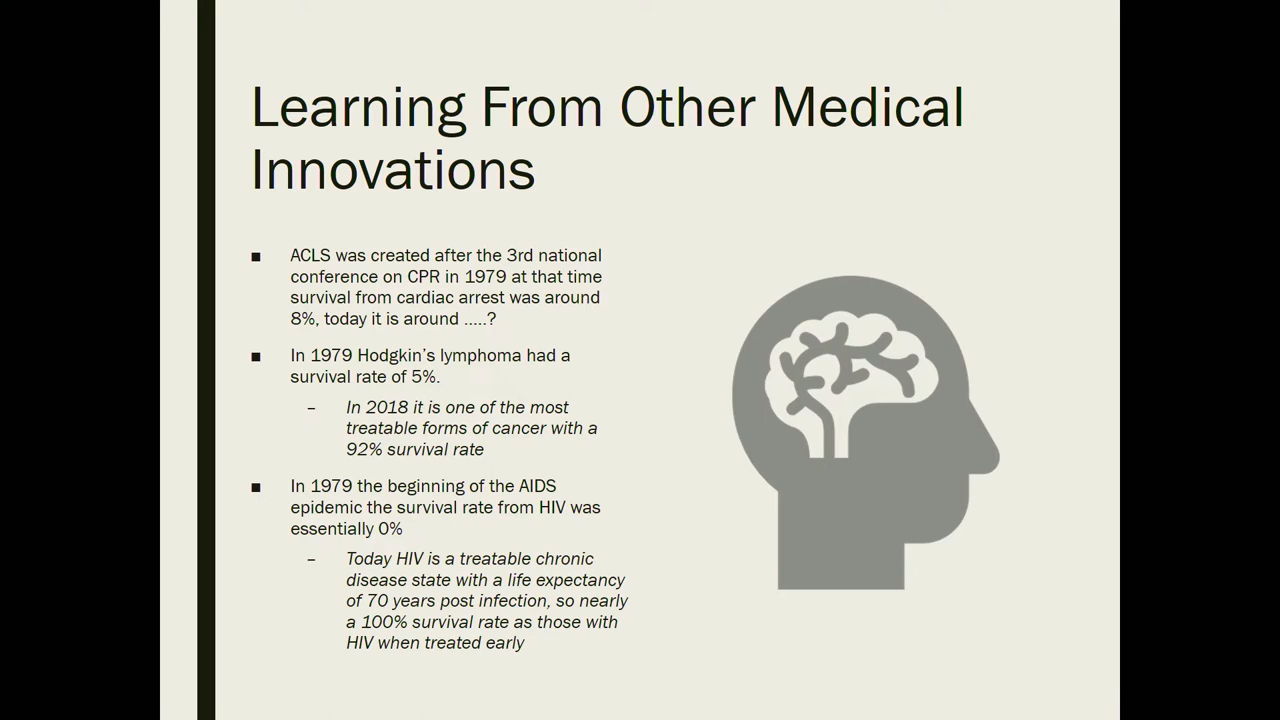 Learning From Other Medical
Innovations
■ ACLS was created after the 3rd national
conference on CPR in 1979 at that time
survival from cardiac arrest was around
8%, today it is around .....?
■ In 1979 Hodgkin’s lymphoma had a
survival rate of 5%.
– In 2018 it is one of the most
treatable forms of cancer with a
92% survival rate
■ In 1979 the beginning of the AIDS
epidemic the survival rate from HIV was
essentially 0%
– Today HIV is a treatable chronic
disease state with a life expectancy
of 70 years post infection, so nearly
a 100% survival rate as those with
HIV when treated early